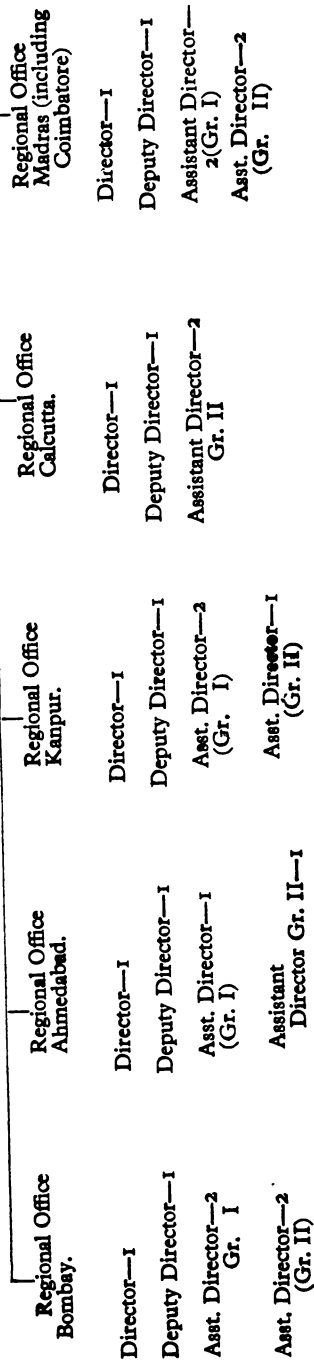 Regional Office
Bombay.
Director—1
Deputy Director—1
Asst. Director—2
Gr. I
Asst. Director—2
(Gr. II)
Regional Office
Ahmedabad.
Director—1
Deputy Director—1
Asst. Director—1
(Gr. I)
Assistant
Director Gr. II—1
Regional Office
Kanpur.
Director—1
Deputy Director—1
Asst. Director—2
(Gr. I)
Asst. Director—1
(Gr. II)
Regional Office
Calcutta.
Director—1
Deputy Director—1
Assistant Director—2
Gr. II
Regional Office
Madras (including
Coimbatore)
Director—1
Deputy Director—1
Assistant Director—
2(Gr. I)
Asst. Director—2
(Gr. II)